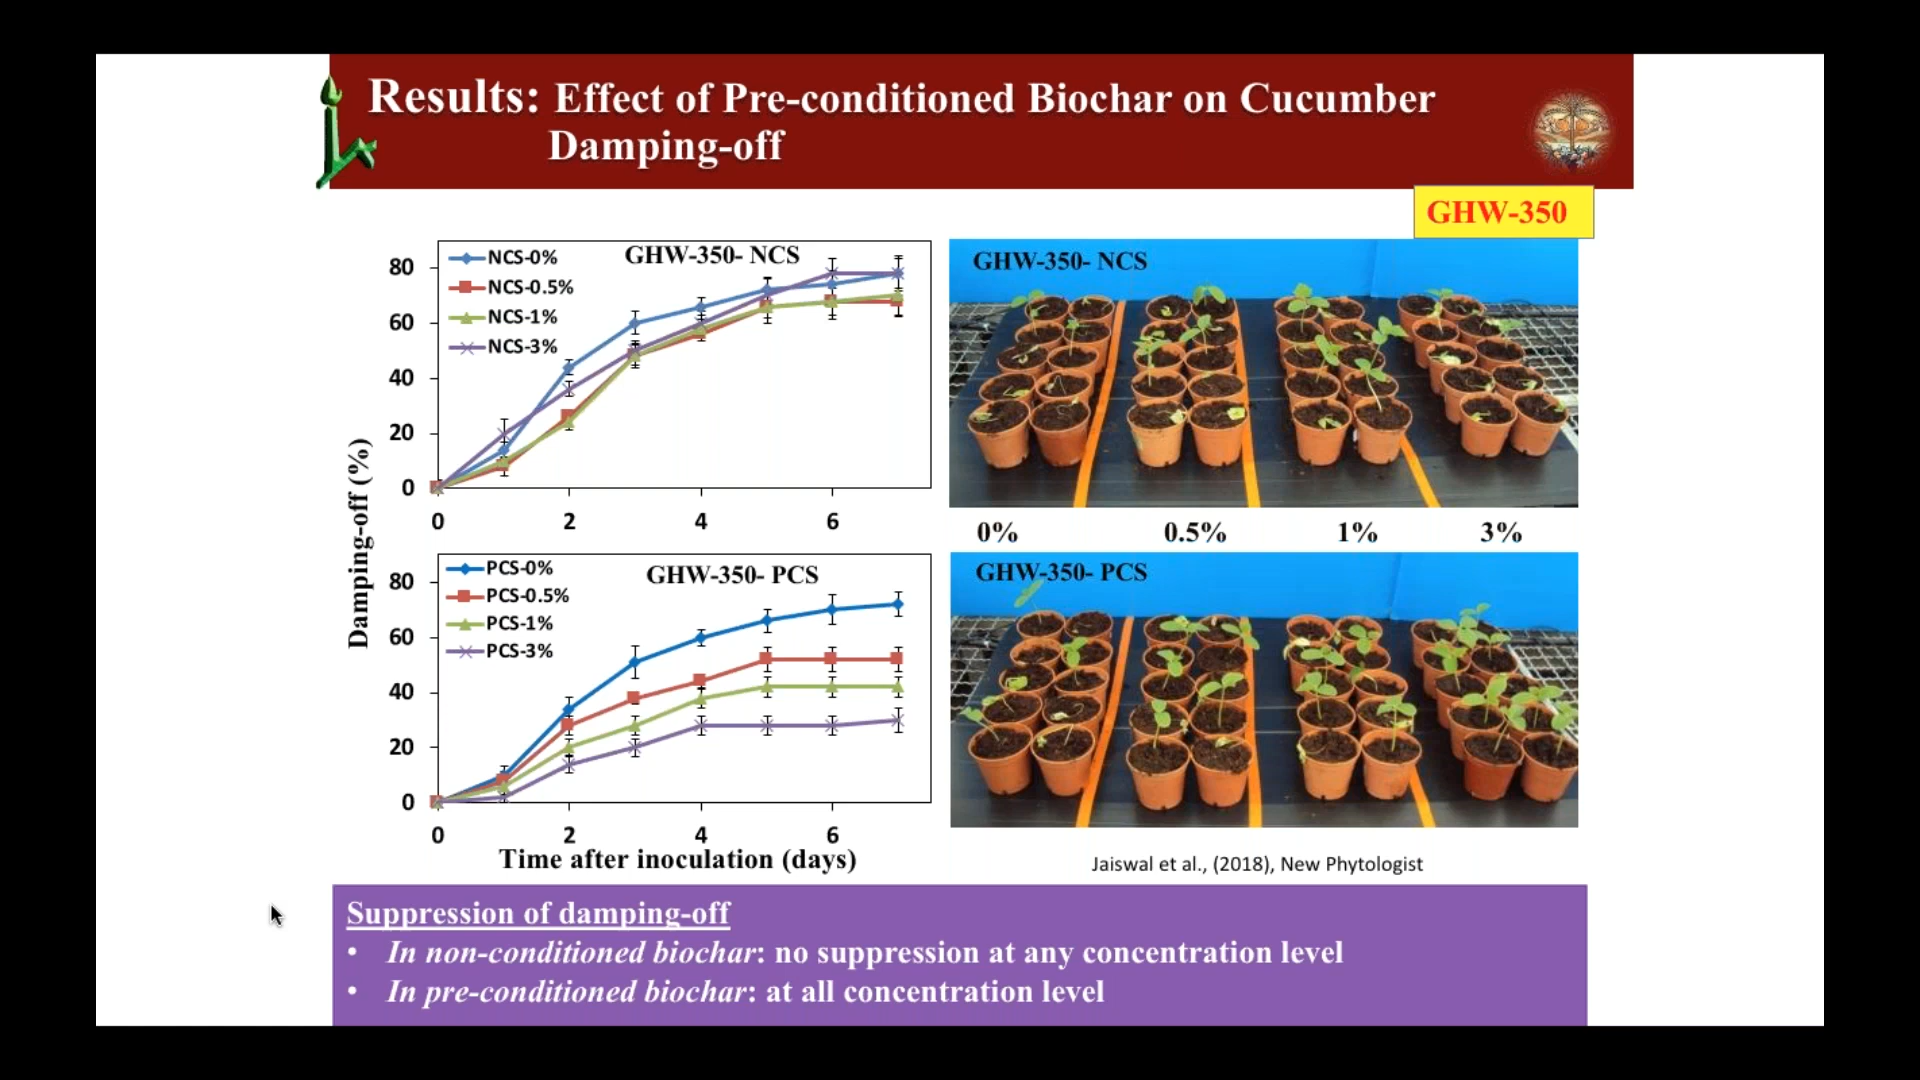 Results: Effect of Pre-conditioned Biochar on Cucumber
Damping-off
GHW-350
GHW-350- NCS
NCS-0%
NCS-0.5%
NCS-1%
NCS-3%
80
60
40
20
0
0 2 4 6
GHW-350- NCS
0% 0.5% 1% 3%
Damping-off (%)
GHW-350- PCS
PCS-0%
PCS-0.5%
PCS-1%
PCS-3%
80
60
40
20
0
0 2 4 6
Time after inoculation (days)
GHW-350- PCS
Jaiswal et al., (2018), New Phytologist
Suppression of damping-off
• In non-conditioned biochar: no suppression at any concentration level
• In pre-conditioned biochar: at all concentration level